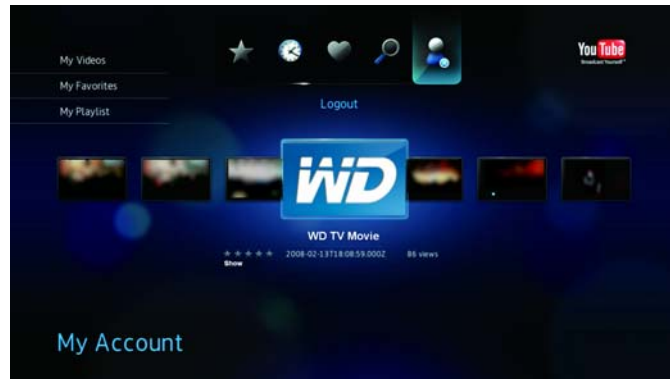 My Videos
My Favorites
My Playlist
YouTube
Broadcast Yourself™
Logout
WD
WD TV Movie
2008-02-13T18:08:59.000Z 86 views
Show
My Account